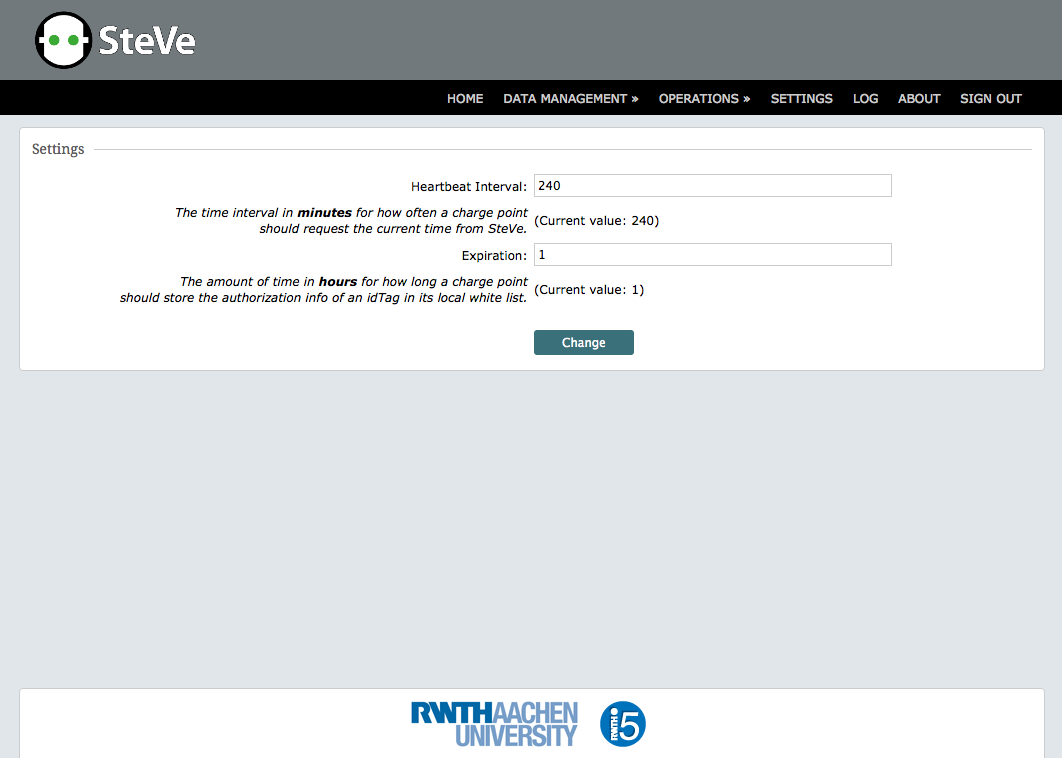 SteVe
HOME DATA MANAGEMENT » OPERATIONS » SETTINGS LOG ABOUT SIGN OUT
Settings
Heartbeat Interval: 240
The time interval in minutes for how often a charge point
should request the current time from SteVe.
(Current value: 240)
Expiration: 1
The amount of time in hours for how long a charge point
should store the authorization info of an idTag in its local white list.
(Current value: 1)
Change
RWTHAACHEN
UNIVERSITY
RWTH i5